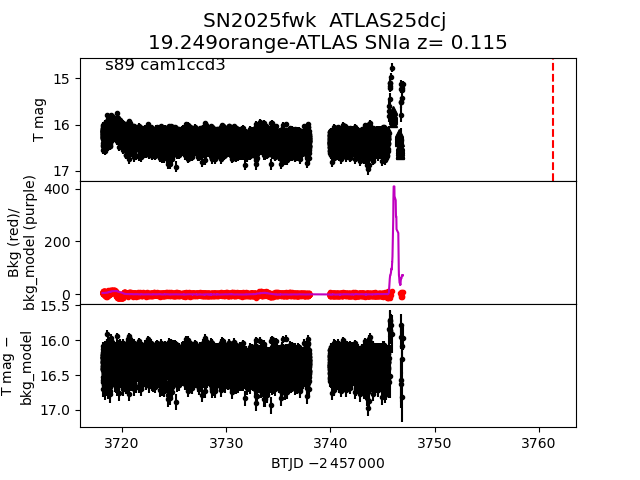 SN2025fwk  ATLAS25dcj
19.249orange-ATLAS SNIa z= 0.115
s89 cam1ccd3
15
16
17
T mag
400
200
0
Bkg (red)/
bkg_model (purple)
15.5
16.0
16.5
17.0
T mag −
bkg_model
3720 3730 3740 3750 3760
BTJD −2 457 000